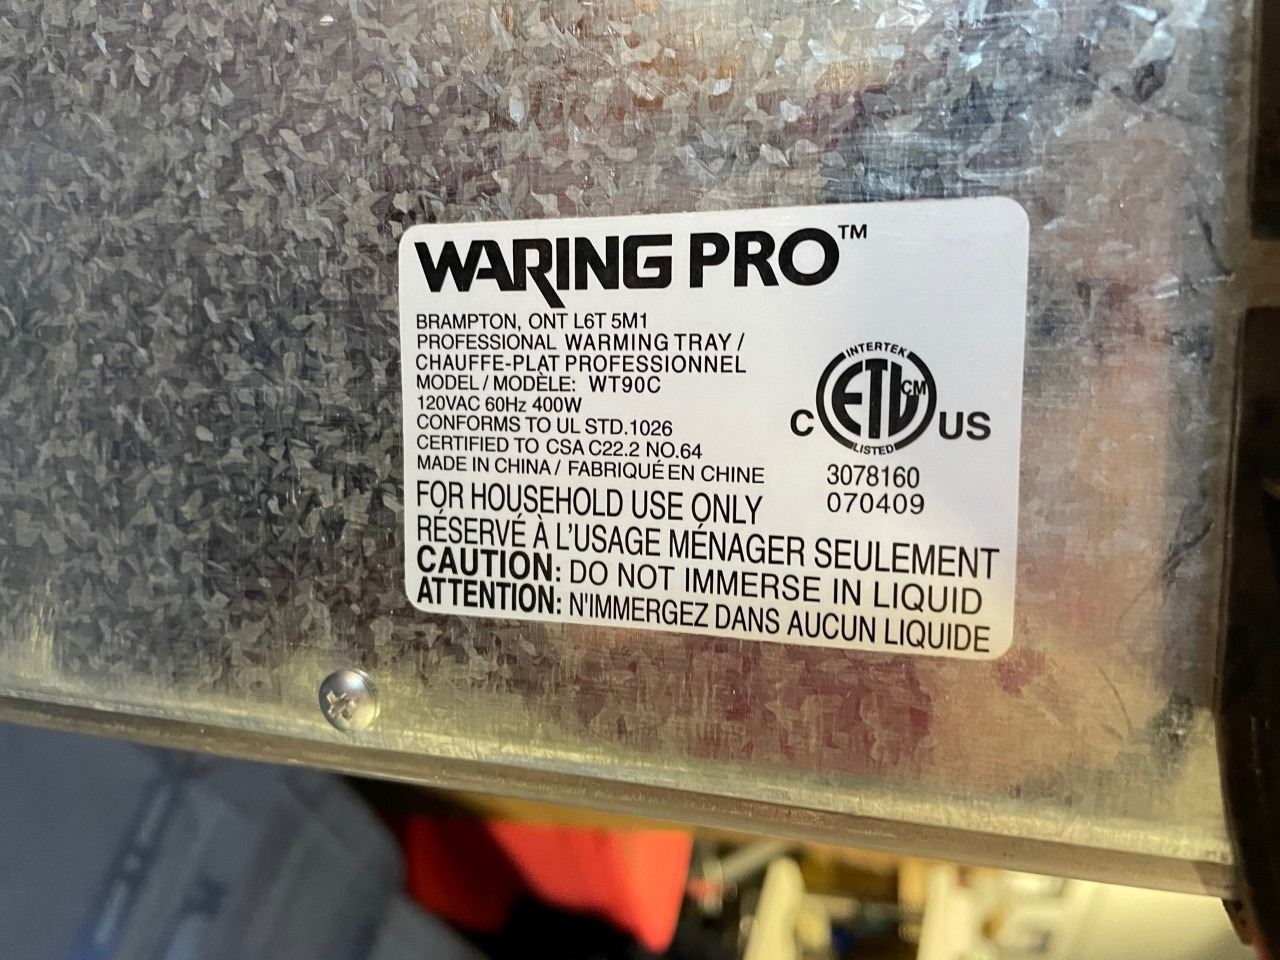 WARING PRO™
BRAMPTON, ONT L6T 5M1
PROFESSIONAL WARMING TRAY /
CHAUFFE-PLAT PROFESSIONNEL
MODEL / MODÈLE: WT90C
120VAC 60Hz 400W
CONFORMS TO UL STD.1026
CERTIFIED TO CSA C22.2 NO.64
MADE IN CHINA / FABRIQUÉ EN CHINE
INTERTEK
C ETL CM US
LISTED
3078160
070409
FOR HOUSEHOLD USE ONLY
RÉSERVÉ À L'USAGE MÉNAGER SEULEMENT
CAUTION: DO NOT IMMERSE IN LIQUID
ATTENTION: N'IMMERGEZ DANS AUCUN LIQUIDE